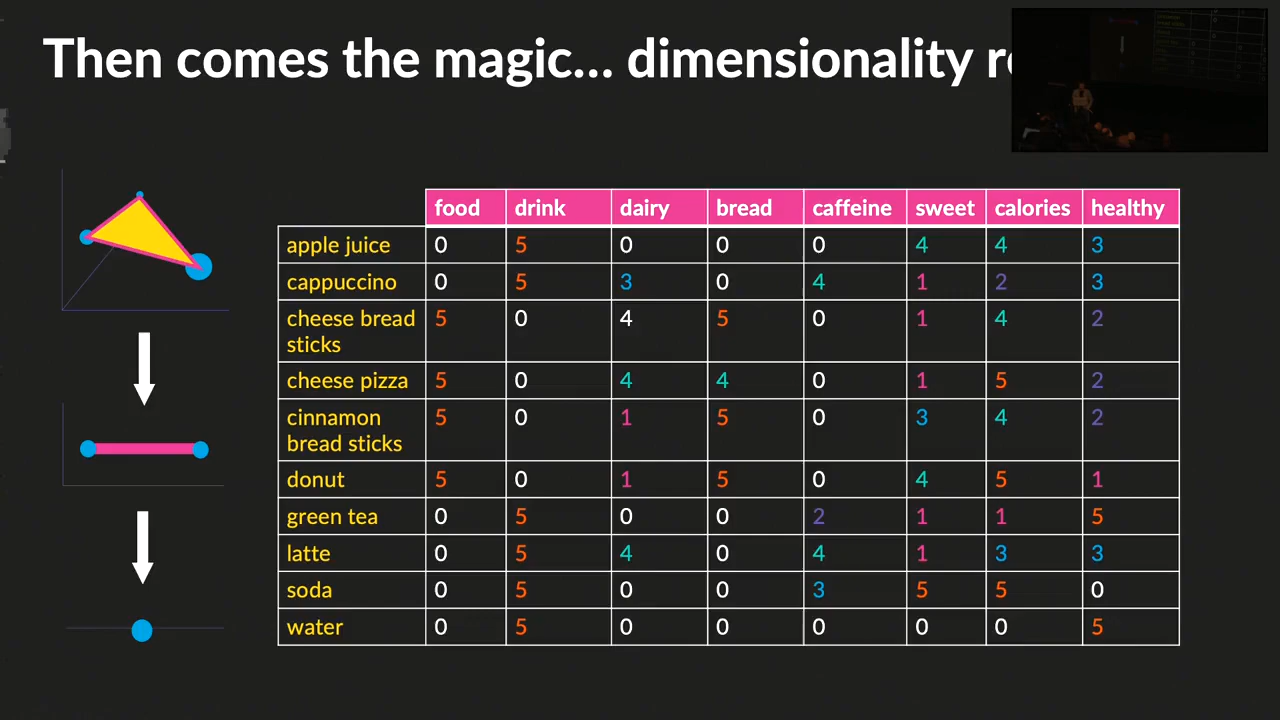 Then comes the magic... dimensionality
food drink dairy bread caffeine sweet calories healthy
apple juice 0 5 0 0 0 4 4 3
cappuccino 0 5 3 0 4 1 2 3
cheese bread 5 0 4 5 0 1 4 2
sticks
cheese pizza 5 0 4 4 0 1 5 2
cinnamon 5 0 1 5 0 3 4 2
bread sticks
donut 5 0 1 5 0 4 5 1
green tea 0 5 0 0 2 1 1 5
latte 0 5 4 0 4 1 3 3
soda 0 5 0 0 3 5 5 0
water 0 5 0 0 0 0 0 5